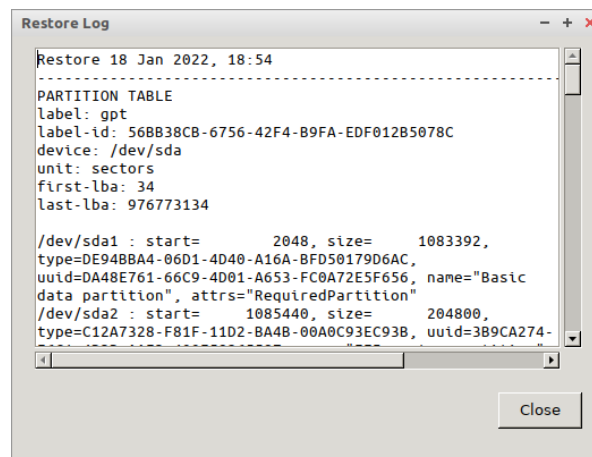 Restore Log
Restore 18 Jan 2022, 18:54
------------------------------------------------------------
PARTITION TABLE
label: gpt
label-id: 56BB38CB-6756-42F4-B9FA-EDF012B5078C
device: /dev/sda
unit: sectors
first-lba: 34
last-lba: 976773134
/dev/sda1 : start=        2048, size=     1083392,
type=DE94BBA4-06D1-4D40-A16A-BFD50179D6AC,
uuid=DA48E761-66C9-4D01-A653-FC0A72E5F656, name="Basic
data partition", attrs="RequiredPartition"
/dev/sda2 : start=     1085440, size=      204800,
type=C12A7328-F81F-11D2-BA4B-00A0C93EC93B, uuid=3B9CA274-
Close